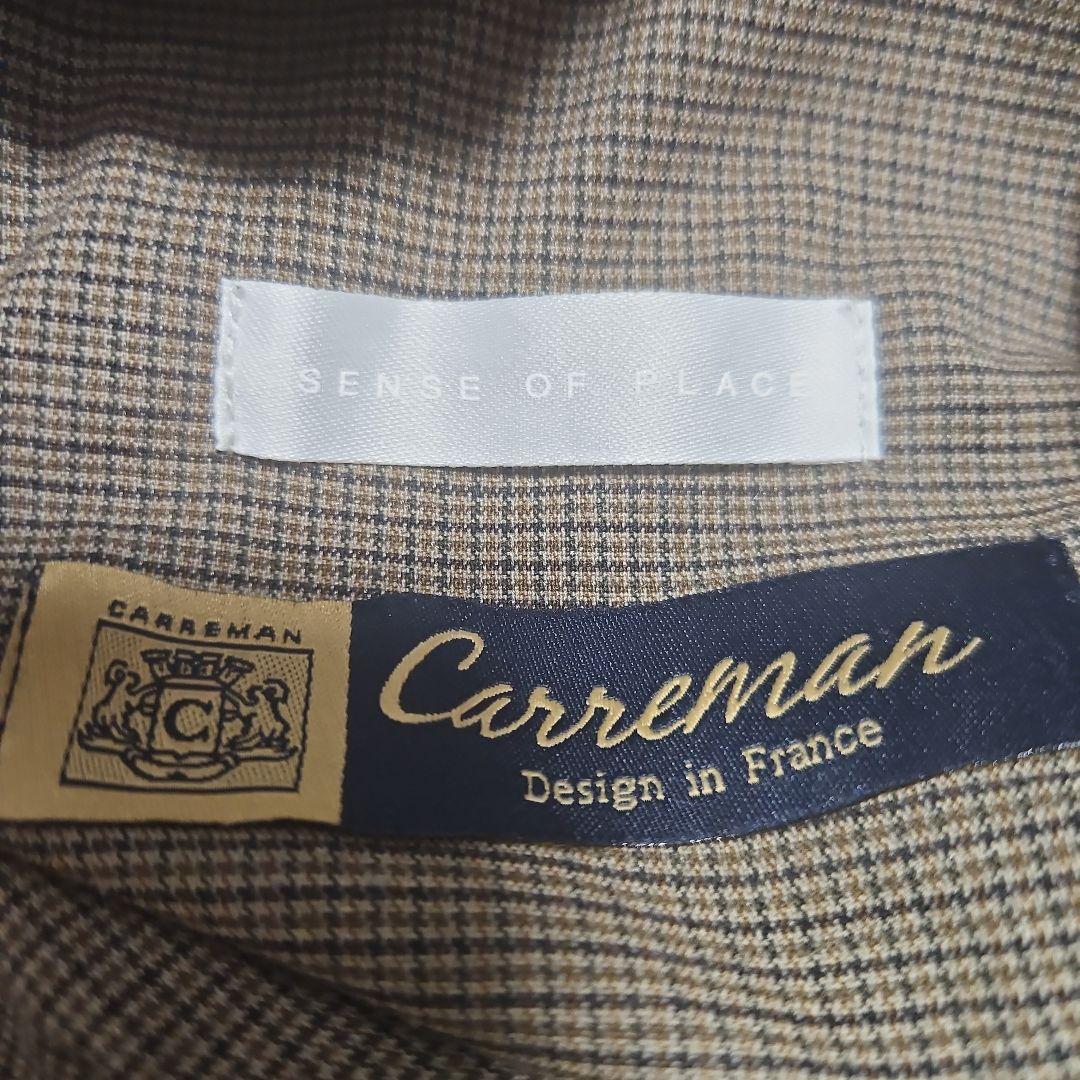 SENSE OF PLACE
CARREMAN
C
Carreman
Design in France